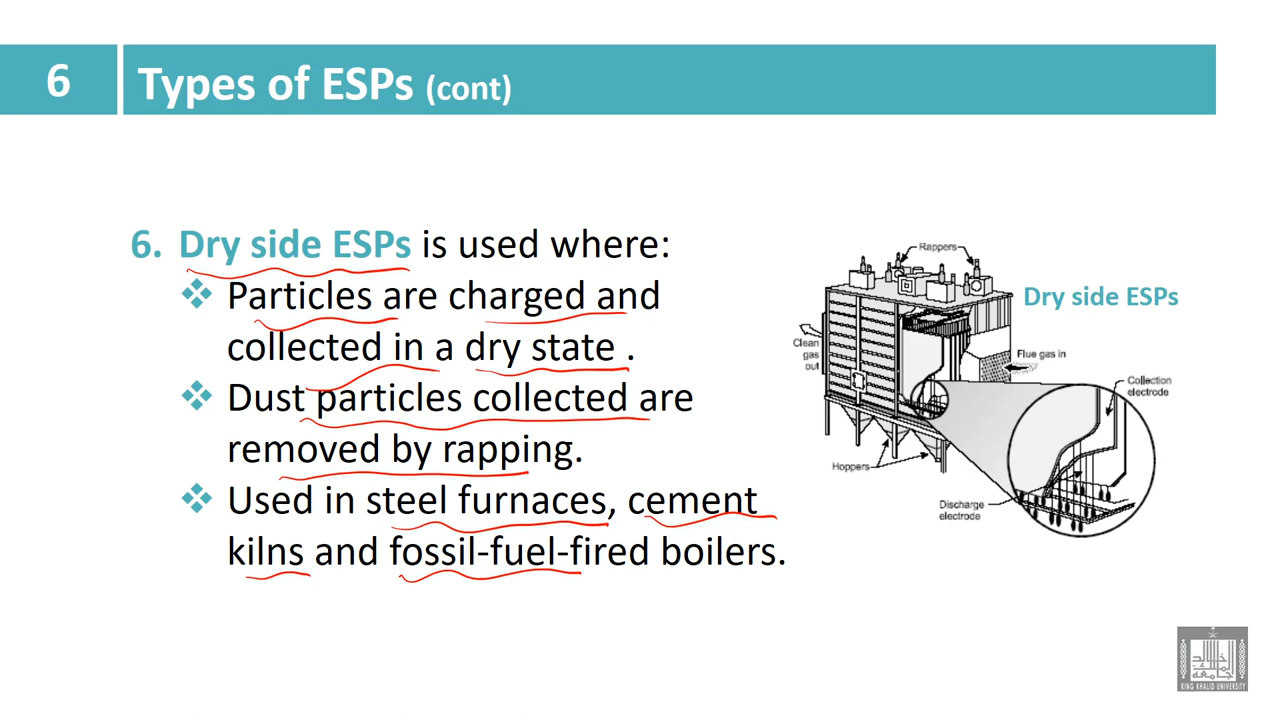 6
Types of ESPs (cont)
6. Dry side ESPs is used where:
❖ Particles are charged and
collected in a dry state .
❖ Dust particles collected are
removed by rapping.
❖ Used in steel furnaces, cement
kilns and fossil-fuel-fired boilers.
Rappers
Dry side ESPs
Clean
gas
out
Flue gas in
Collection
electrode
Hoppers
Discharge
electrode
KING KHALID UNIVERSITY